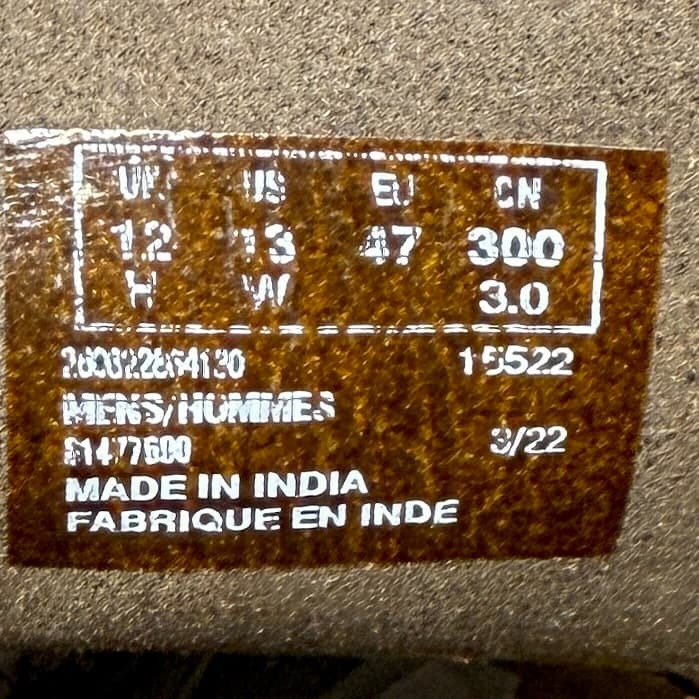 UK US EU CN
12 13 47 300
H W 3.0
15522
MENS/HOMMES
3/22
MADE IN INDIA
FABRIQUE EN INDE